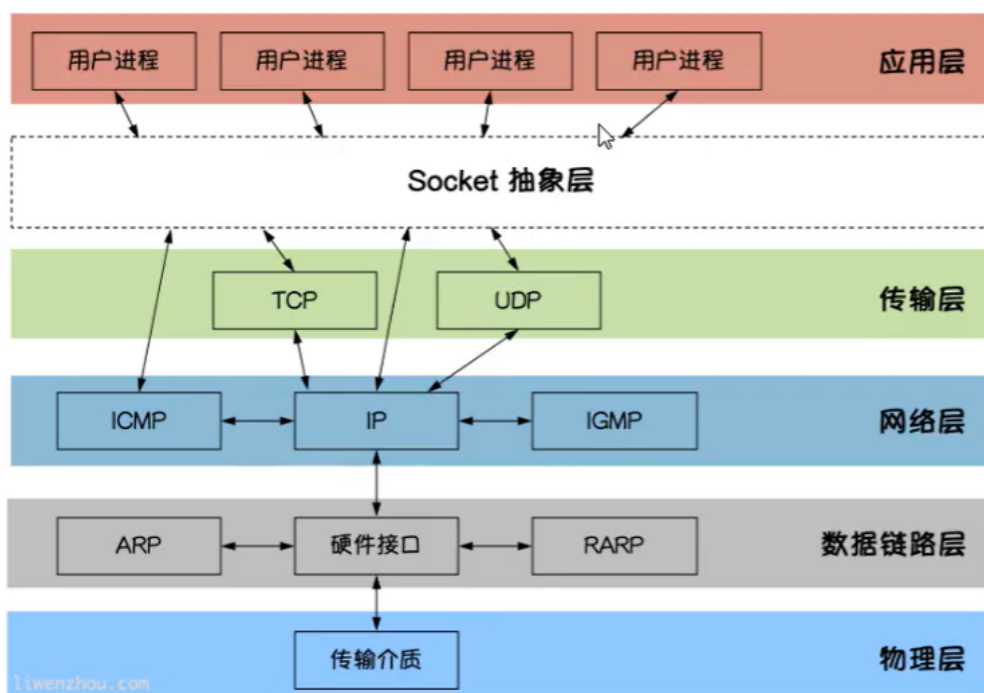 用户进程 用户进程 用户进程 用户进程 应用层
Socket 抽象层
TCP UDP 传输层
ICMP IP IGMP 网络层
ARP 硬件接口 RARP 数据链路层
传输介质 物理层
liwenzhou.com